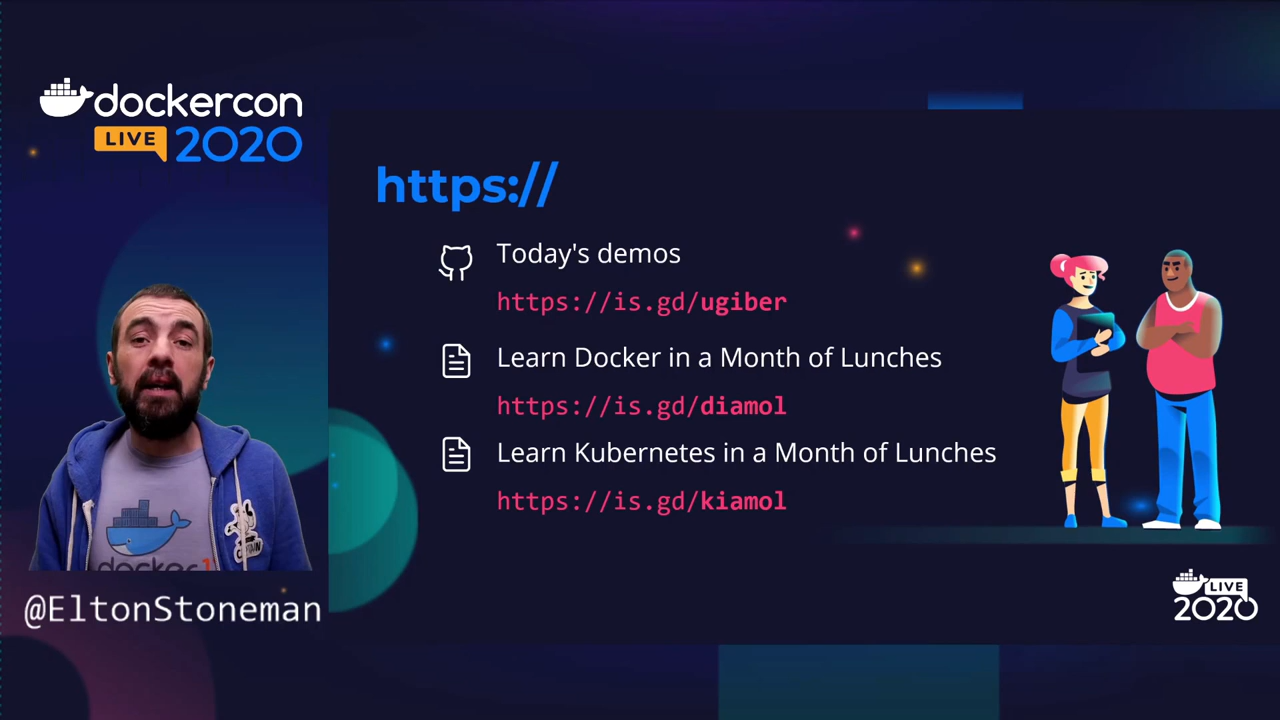 dockercon
LIVE 2020
https://
Today's demos
https://is.gd/ugiber
Learn Docker in a Month of Lunches
https://is.gd/diamol
Learn Kubernetes in a Month of Lunches
https://is.gd/kiamol
docker
@EltonStoneman
LIVE
2020